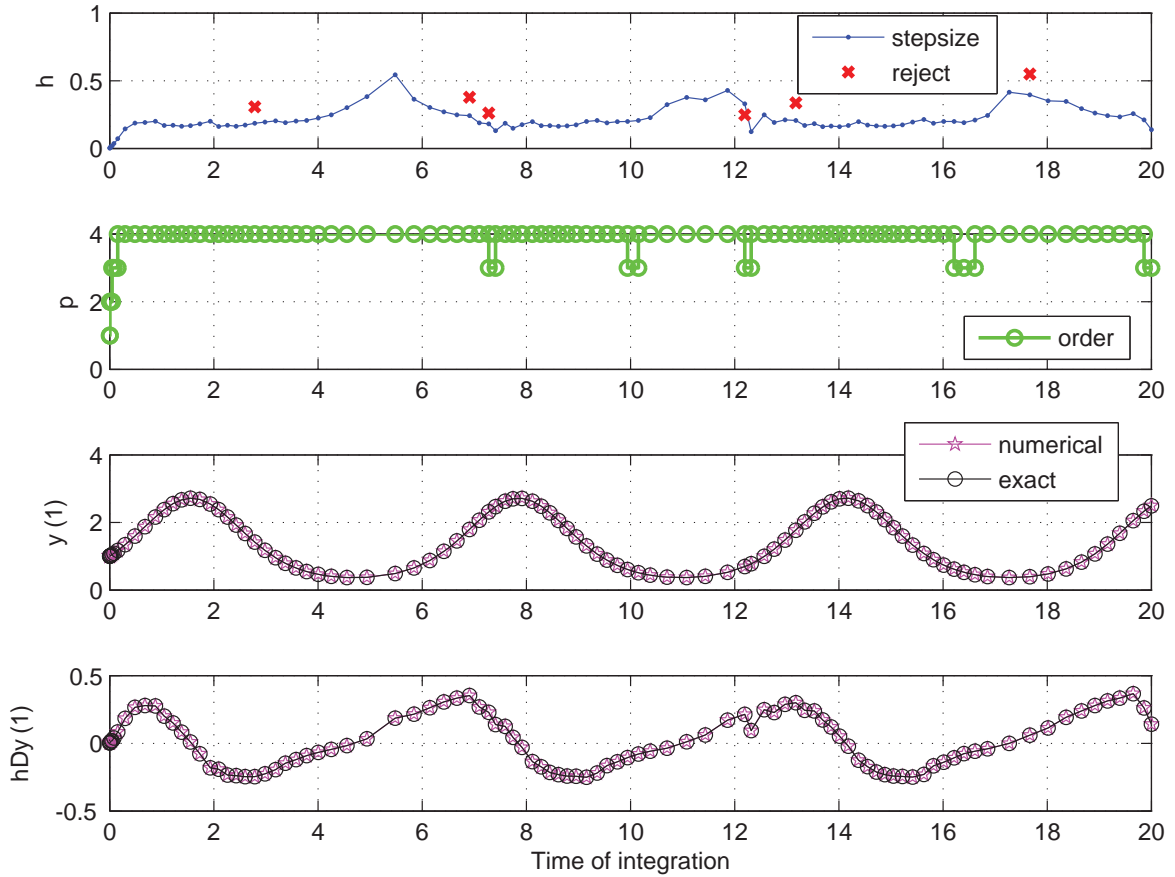 1
0.5
0
h
stepsize
reject
0 2 4 6 8 10 12 14 16 18 20
4
2
0
p
order
0 2 4 6 8 10 12 14 16 18 20
4
2
0
y (1)
numerical
exact
0 2 4 6 8 10 12 14 16 18 20
0.5
0
-0.5
hDy (1)
0 2 4 6 8 10 12 14 16 18 20
Time of integration